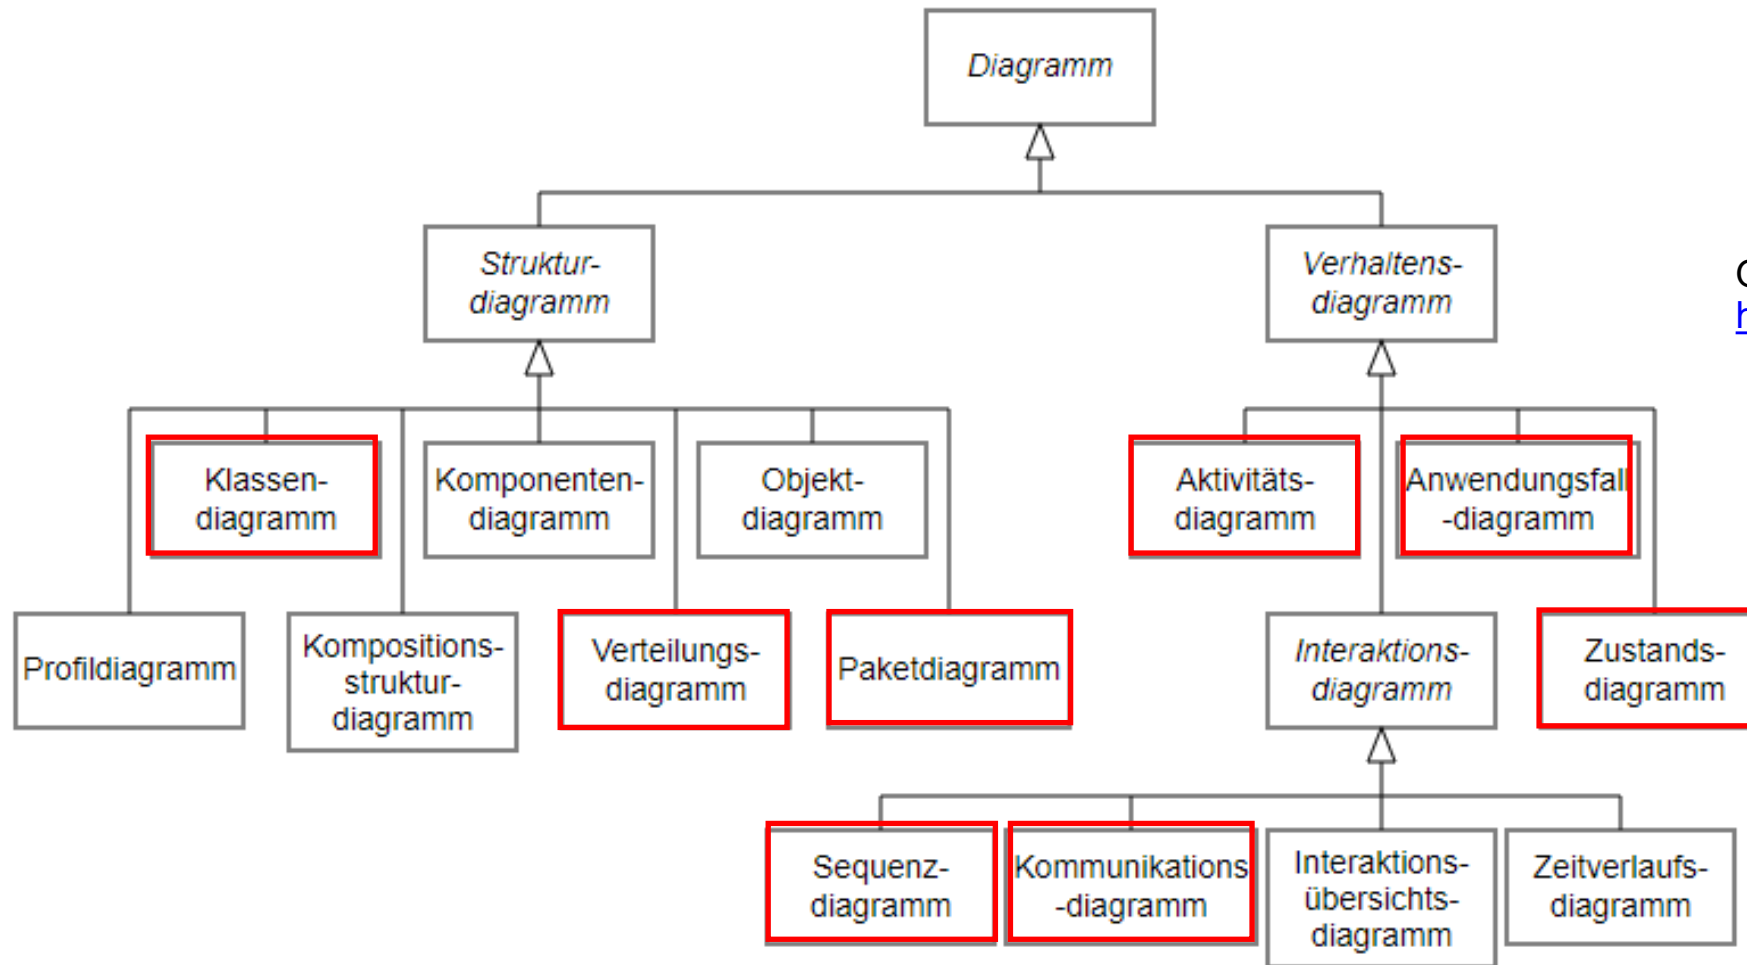 Diagramm
Struktur-
diagramm
Verhaltens-
diagramm
Klassen-
diagramm
Komponenten-
diagramm
Objekt-
diagramm
Aktivitäts-
diagramm
Anwendungsfall
-diagramm
Profildiagramm
Kompositions-
struktur-
diagramm
Verteilungs-
diagramm
Paketdiagramm
Interaktions-
diagramm
Zustands-
diagramm
Sequenz-
diagramm
Kommunikations
-diagramm
Interaktions-
übersichts-
diagramm
Zeitverlaufs-
diagramm